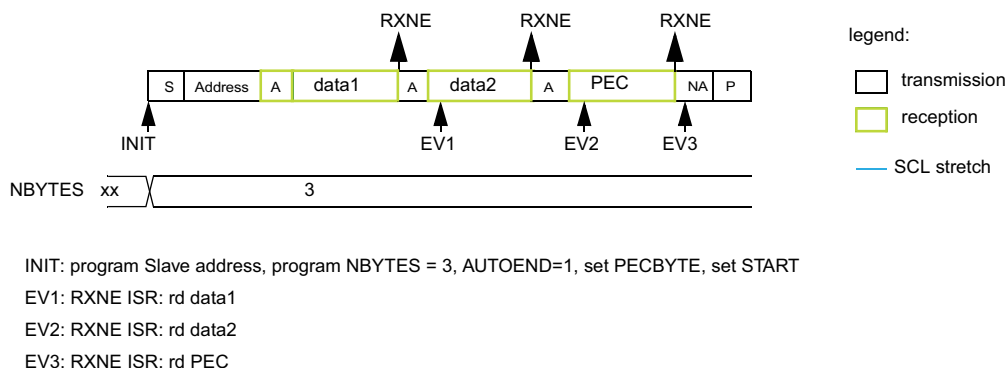 RXNE RXNE RXNE
legend:
S Address A data1 A data2 A PEC NA P
transmission
reception
INIT EV1 EV2 EV3
SCL stretch
NBYTES xx 3
INIT: program Slave address, program NBYTES = 3, AUTOEND=1, set PECBYTE, set START
EV1: RXNE ISR: rd data1
EV2: RXNE ISR: rd data2
EV3: RXNE ISR: rd PEC